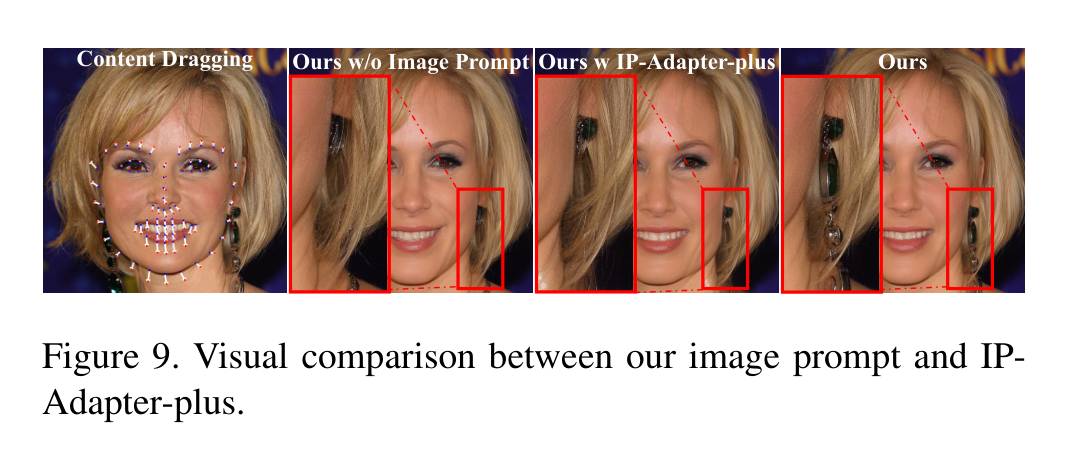 Content Dragging
Ours w/o Image Prompt
Ours w IP-Adapter-plus
Ours
Figure 9. Visual comparison between our image prompt and IP-
Adapter-plus.